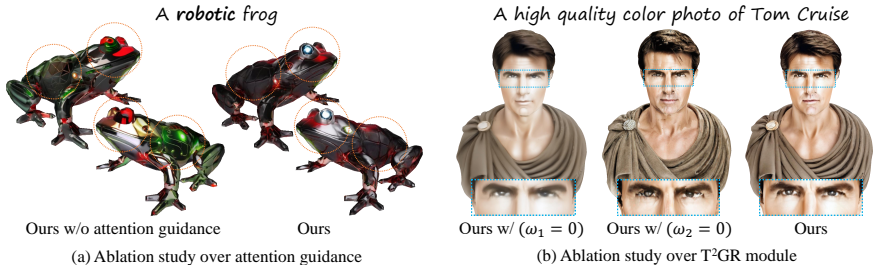 A robotic frog
Ours w/o attention guidance
Ours
(a) Ablation study over attention guidance
A high quality color photo of Tom Cruise
Ours w/ (ω₁ = 0)
Ours w/ (ω₂ = 0)
Ours
(b) Ablation study over T²GR module